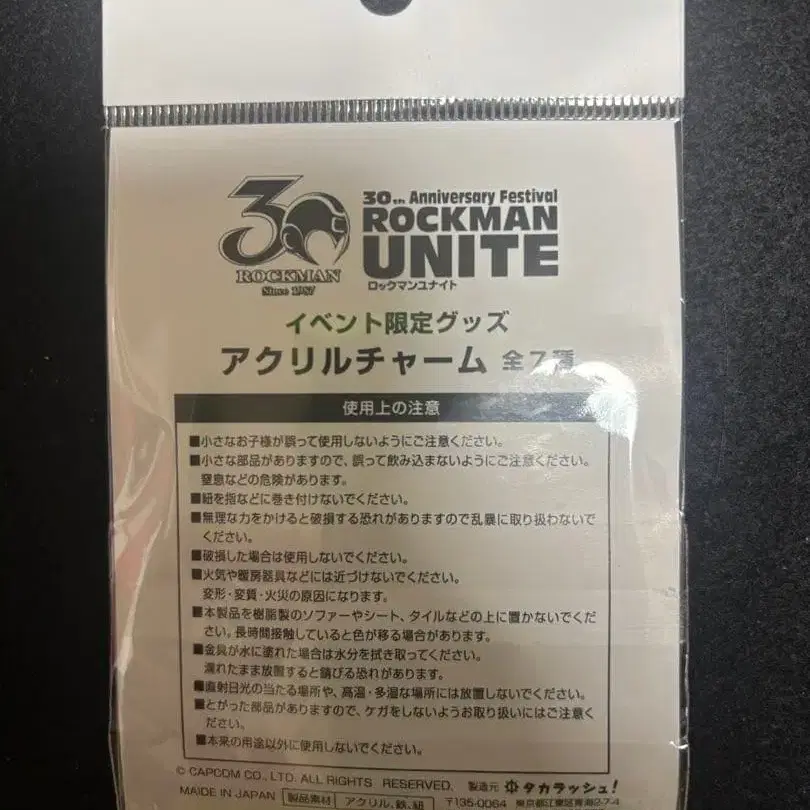 30
ROCKMAN
Since 1987
30th Anniversary Festival
ROCKMAN
UNITE
ロックマンユナイト
イベント限定グッズ
アクリルチャーム 全7種
使用上の注意
■小さなお子様が誤って使用しないようにご注意ください。
■小さな部品がありますので、誤って飲み込まないようにご注意ください。
窒息などの危険があります。
■紐を指などに巻き付けないでください。
■無理な力をかけると破損する恐れがありますので乱暴に取り扱わないで
ください。
■破損した場合は使用しないでください。
■火気や暖房器具などには近づけないでください。
変形・変質・火災の原因になります。
■本製品を樹脂製のソファーやシート、タイルなどの上に置かないでくだ
さい。長時間接触していると色が移る場合があります。
■金具が水に塗れた場合は水分を拭き取ってください。
濡れたまま放置すると錆びる恐れがあります。
■直射日光の当たる場所や、高温・多湿な場所には放置しないでください。
■とがった部品がありますので、ケガをしないようお取り扱いにはご注意く
ださい。
■本来の用途以外に使用しないでください。
© CAPCOM CO., LTD. ALL RIGHTS RESERVED. 製造元 タカラッシュ!
MAIDE IN JAPAN 製品素材 アクリル、鉄、紐 〒135-0064 東京都江東区青海2-7-4